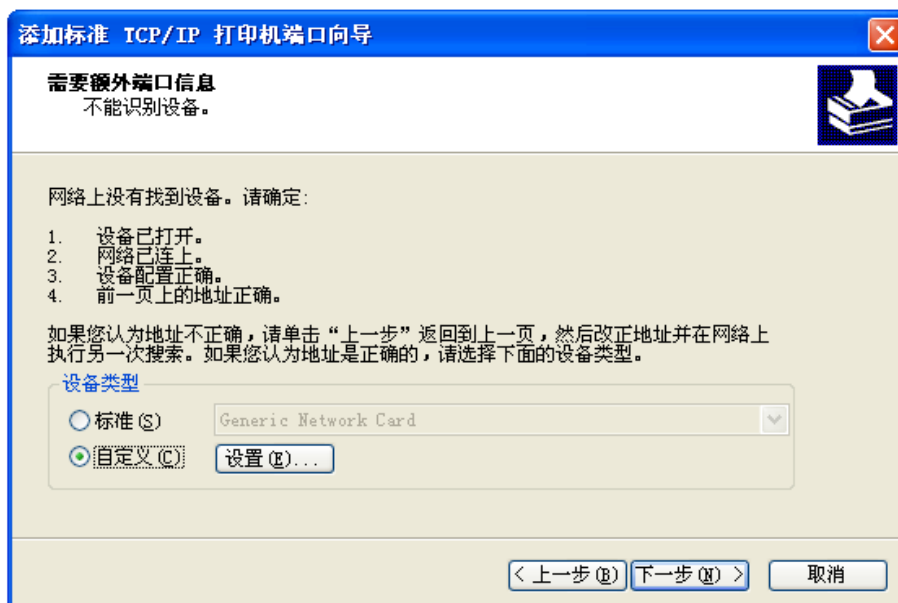 添加标准 TCP/IP 打印机端口向导
需要额外端口信息
不能识别设备。
网络上没有找到设备。请确定:
1. 设备已打开。
2. 网络已连上。
3. 设备配置正确。
4. 前一页上的地址正确。
如果您认为地址不正确,请单击“上一步”返回到上一页,然后改正地址并在网络上
执行另一次搜索。如果您认为地址是正确的,请选择下面的设备类型。
设备类型
标准(S) Generic Network Card
自定义(C) 设置(E)...
< 上一步(B) 下一步(N) > 取消